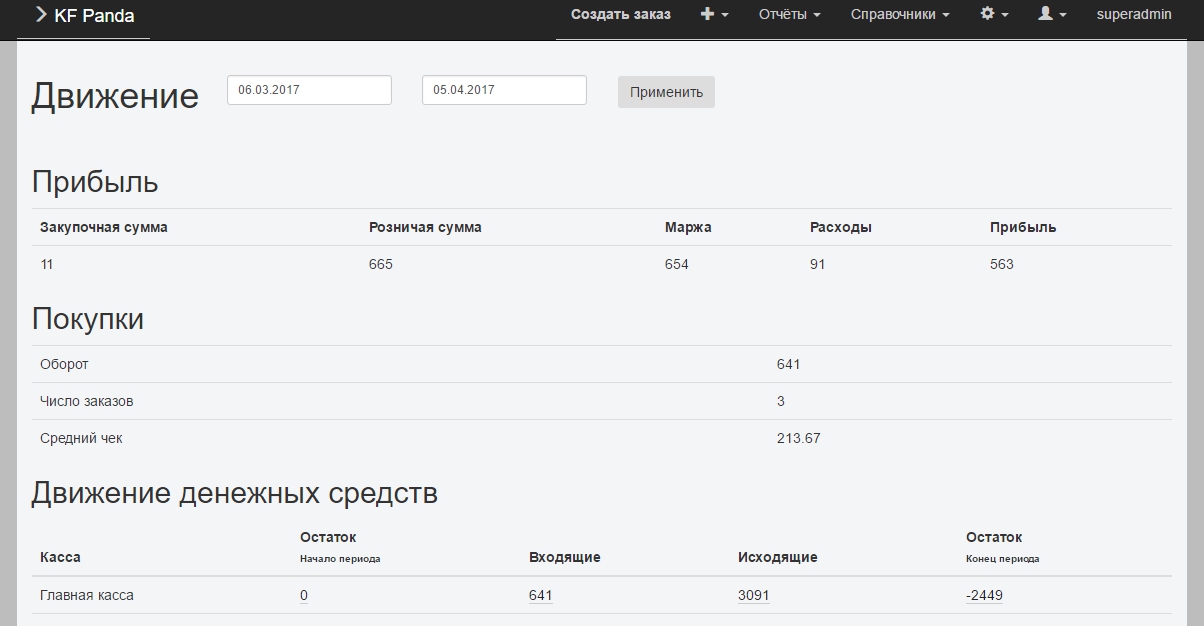 KF Panda Создать заказ Отчёты Справочники superadmin
Движение 06.03.2017 05.04.2017 Применить
Прибыль
Закупочная сумма Розничая сумма Маржа Расходы Прибыль
11 665 654 91 563
Покупки
Оборот 641
Число заказов 3
Средний чек 213.67
Движение денежных средств
Касса Остаток Начало периода Входящие Исходящие Остаток Конец периода
Главная касса 0 641 3091 -2449